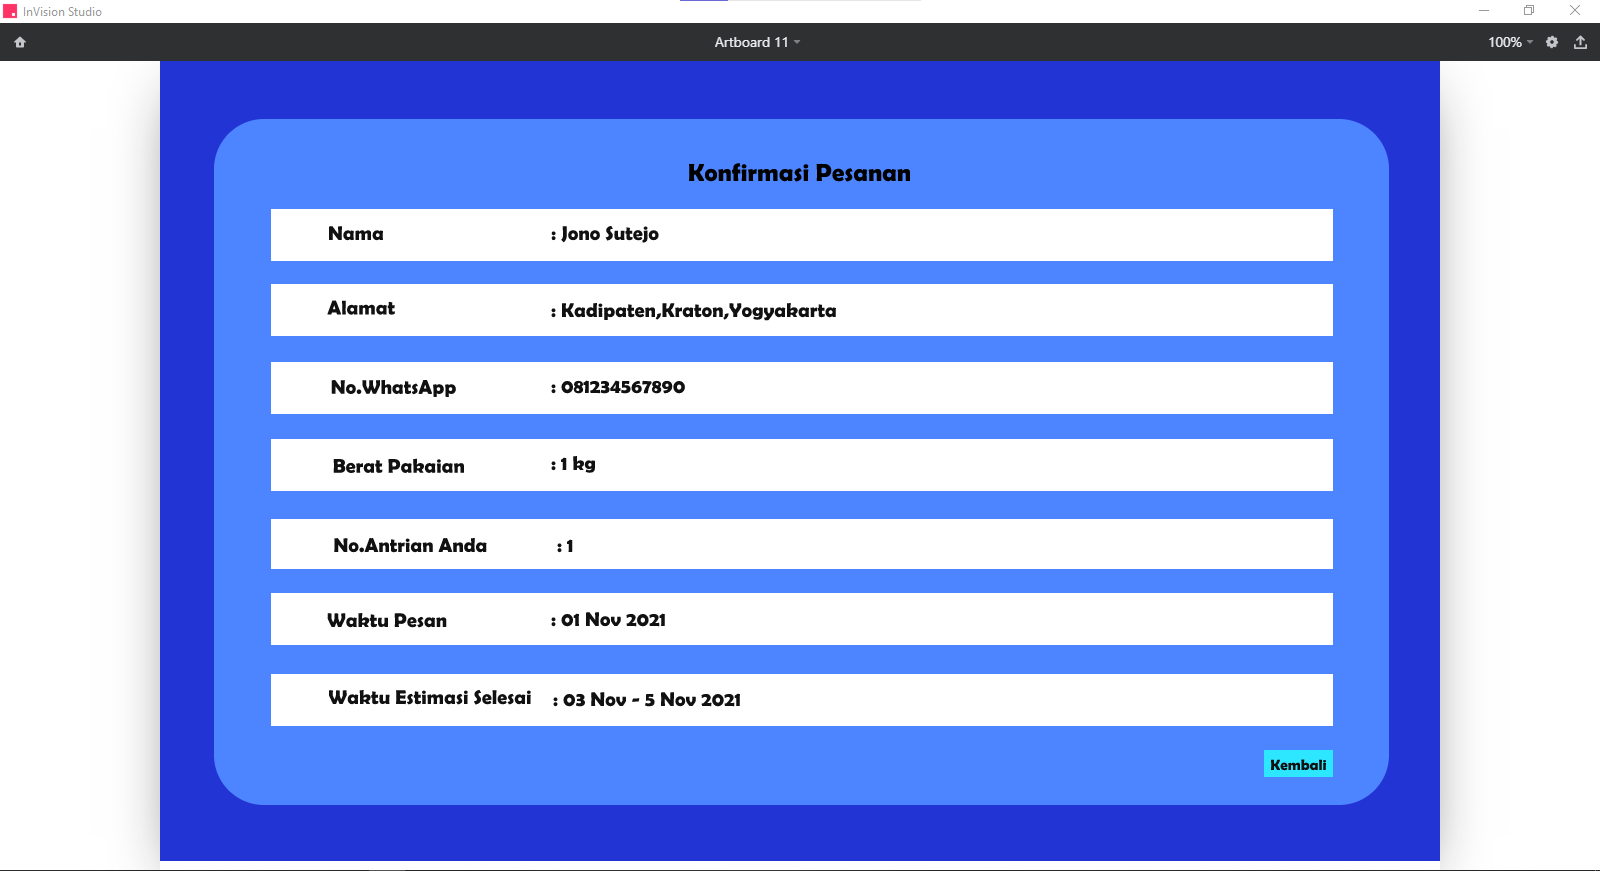 InVision Studio
Artboard 11
100%
Konfirmasi Pesanan
Nama : Jono Sutejo
Alamat : Kadipaten,Kraton,Yogyakarta
No.WhatsApp : 081234567890
Berat Pakaian : 1 kg
No.Antrian Anda : 1
Waktu Pesan : 01 Nov 2021
Waktu Estimasi Selesai : 03 Nov - 5 Nov 2021
Kembali